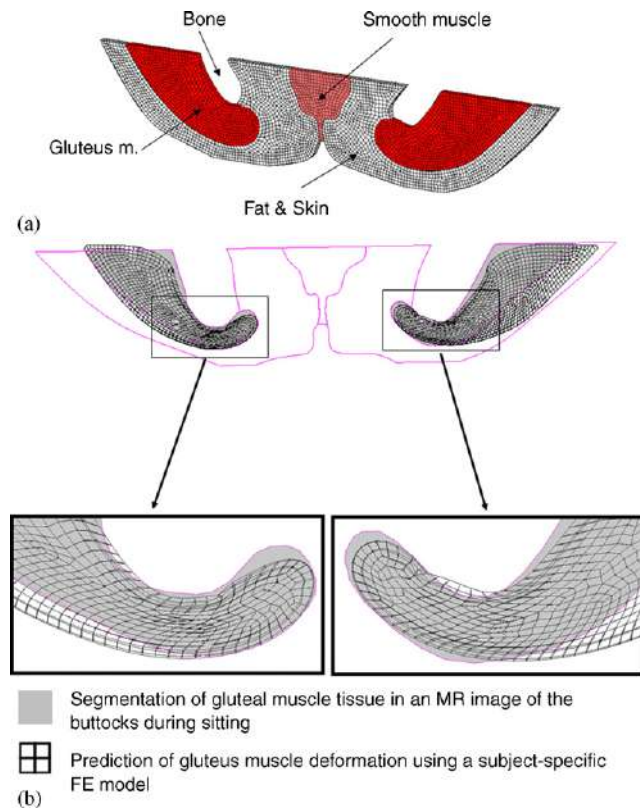 Bone
Smooth muscle
Gluteus m.
Fat & Skin
(a)
Segmentation of gluteal muscle tissue in an MR image of the
buttocks during sitting
Prediction of gluteus muscle deformation using a subject-specific
FE model
(b)